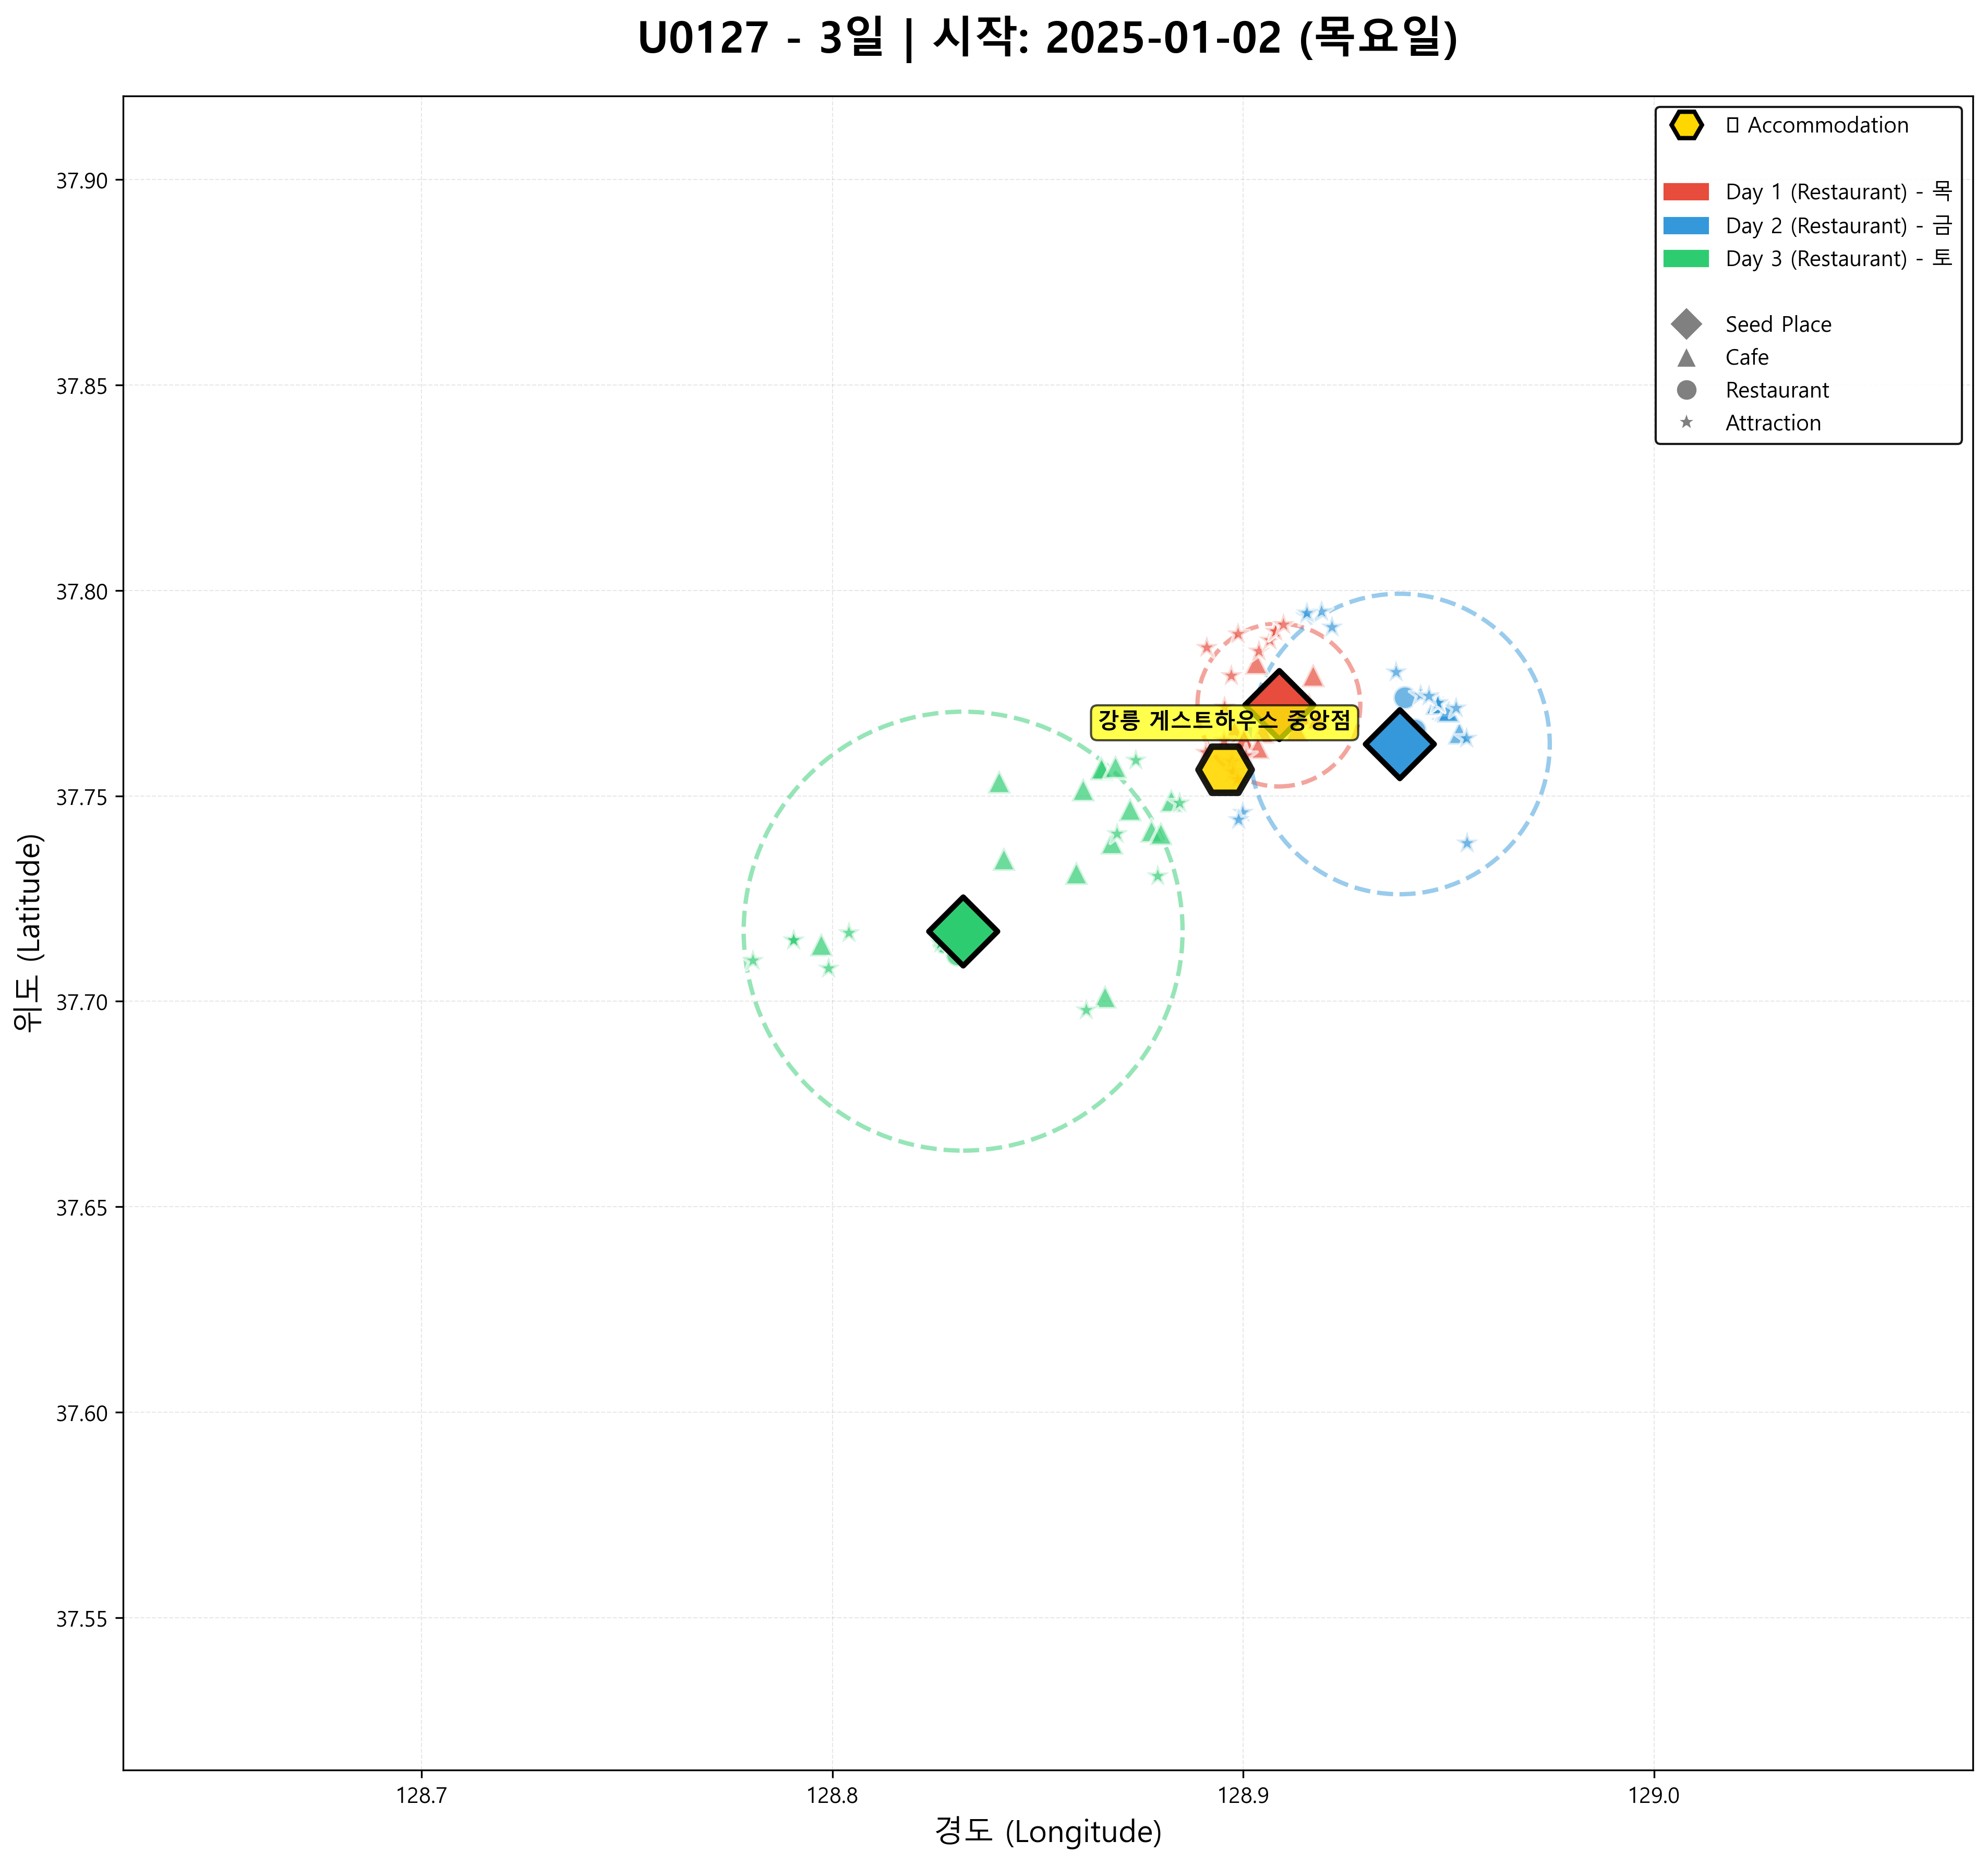 U0127 - 3일 | 시작: 2025-01-02 (목요일)
Accommodation
Day 1 (Restaurant) - 목
Day 2 (Restaurant) - 금
Day 3 (Restaurant) - 토
Seed Place
Cafe
Restaurant
Attraction
37.90
37.85
37.80
37.75
37.70
37.65
37.60
37.55
위도 (Latitude)
강릉 게스트하우스 중앙점
128.7
128.8
128.9
129.0
경도 (Longitude)